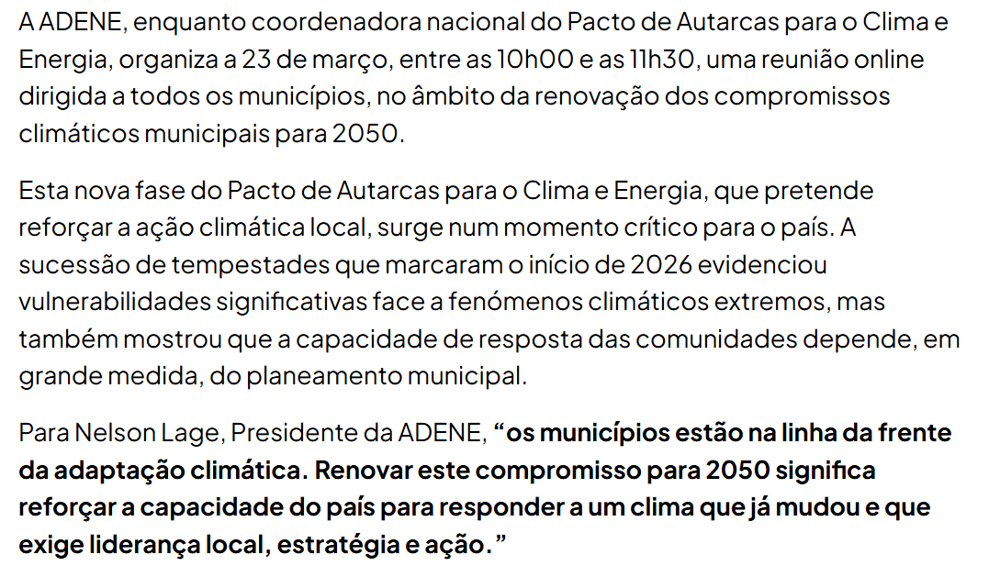 A ADENE, enquanto coordenadora nacional do Pacto de Autarcas para o Clima e
Energia, organiza a 23 de março, entre as 10h00 e as 11h30, uma reunião online
dirigida a todos os municípios, no âmbito da renovação dos compromissos
climáticos municipais para 2050.
Esta nova fase do Pacto de Autarcas para o Clima e Energia, que pretende
reforçar a ação climática local, surge num momento crítico para o país. A
sucessão de tempestades que marcaram o início de 2026 evidenciou
vulnerabilidades significativas face a fenómenos climáticos extremos, mas
também mostrou que a capacidade de resposta das comunidades depende, em
grande medida, do planeamento municipal.
Para Nelson Lage, Presidente da ADENE, “os municípios estão na linha da frente
da adaptação climática. Renovar este compromisso para 2050 significa
reforçar a capacidade do país para responder a um clima que já mudou e que
exige liderança local, estratégia e ação.”